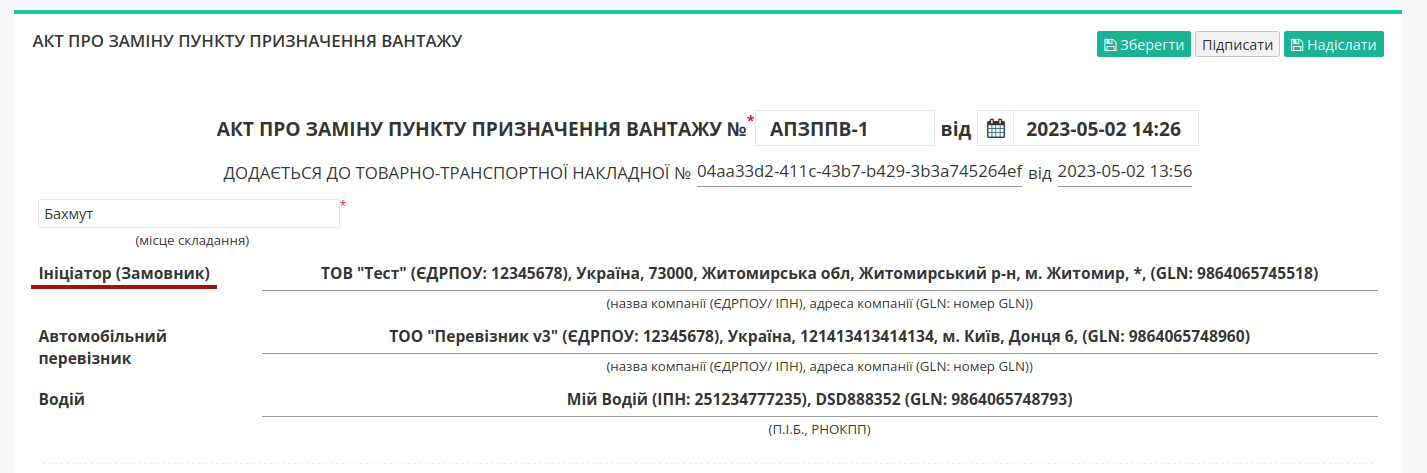 АКТ ПРО ЗАМІНУ ПУНКТУ ПРИЗНАЧЕННЯ ВАНТАЖУ
Зберегти Підписати Надіслати
АКТ ПРО ЗАМІНУ ПУНКТУ ПРИЗНАЧЕННЯ ВАНТАЖУ №* АПЗППВ-1 від 2023-05-02 14:26
ДОДАЄТЬСЯ ДО ТОВАРНО-ТРАНСПОРТНОЇ НАКЛАДНОЇ № 04aa33d2-411c-43b7-b429-3b3a745264ef від 2023-05-02 13:56
Бахмут *
(місце складання)
Ініціатор (Замовник) ТОВ "Тест" (ЄДРПОУ: 12345678), Україна, 73000, Житомирська обл, Житомирський р-н, м. Житомир, *, (GLN: 9864065745518)
(назва компанії (ЄДРПОУ/ ІПН), адреса компанії (GLN: номер GLN))
Автомобільний перевізник ТОО "Перевізник v3" (ЄДРПОУ: 12345678), Україна, 121413413414134, м. Київ, Донця 6, (GLN: 9864065748960)
(назва компанії (ЄДРПОУ/ ІПН), адреса компанії (GLN: номер GLN))
Водій Мій Водій (ІПН: 251234777235), DSD888352 (GLN: 9864065748793)
(П.І.Б., РНОКПП)